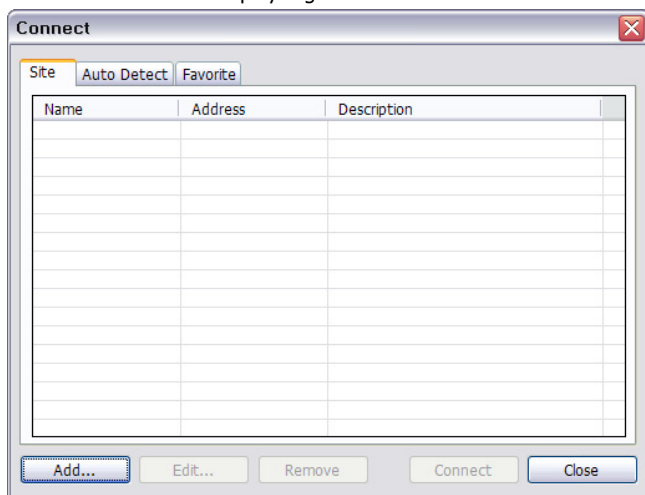 Connect
Site Auto Detect Favorite
Name Address Description
Add... Edit... Remove Connect Close